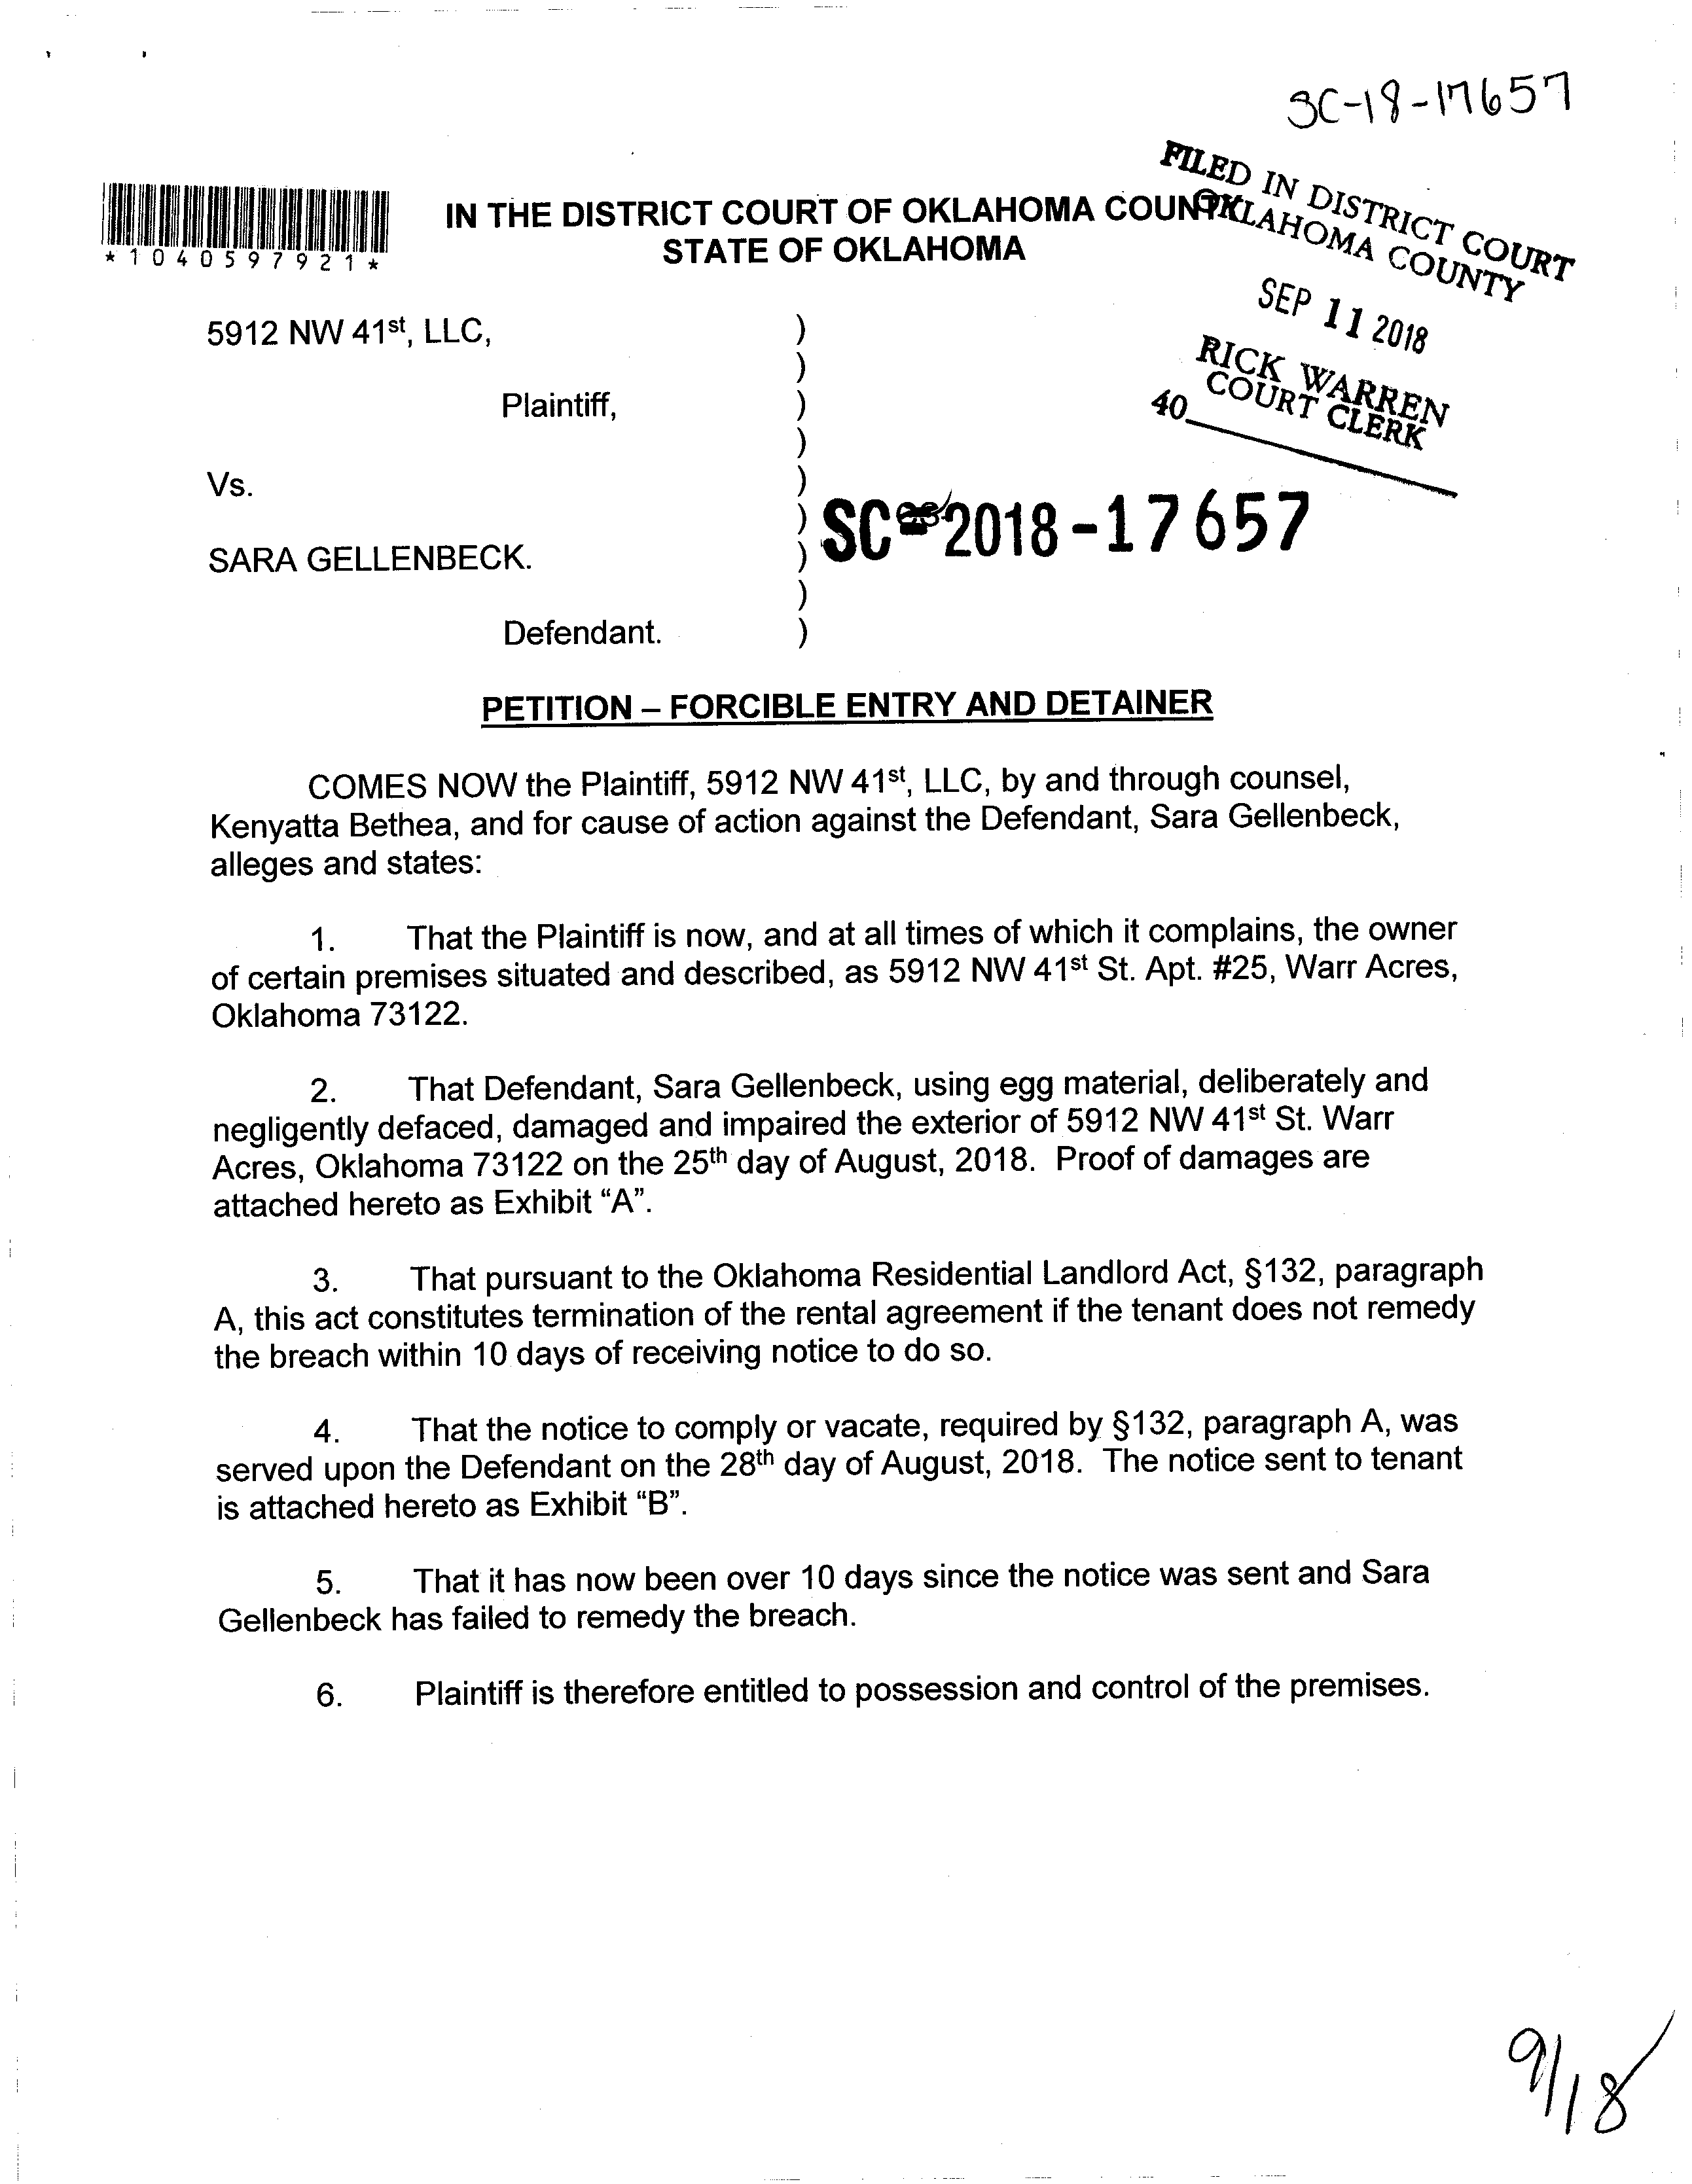 SC-18-17657
FILED IN DISTRICT COURT
OKLAHOMA COUNTY
SEP 11 2018
RICK WARREN
COURT CLERK
40
*1040597921*
IN THE DISTRICT COURT OF OKLAHOMA COUNTY
STATE OF OKLAHOMA
5912 NW 41st, LLC, )
)
Plaintiff, )
)
Vs. )
)
SC 2018-17657
SARA GELLENBECK. )
)
Defendant. )
PETITION – FORCIBLE ENTRY AND DETAINER
COMES NOW the Plaintiff, 5912 NW 41st, LLC, by and through counsel,
Kenyatta Bethea, and for cause of action against the Defendant, Sara Gellenbeck,
alleges and states:
1. That the Plaintiff is now, and at all times of which it complains, the owner
of certain premises situated and described, as 5912 NW 41st St. Apt. #25, Warr Acres,
Oklahoma 73122.
2. That Defendant, Sara Gellenbeck, using egg material, deliberately and
negligently defaced, damaged and impaired the exterior of 5912 NW 41st St. Warr
Acres, Oklahoma 73122 on the 25th day of August, 2018. Proof of damages are
attached hereto as Exhibit “A”.
3. That pursuant to the Oklahoma Residential Landlord Act, §132, paragraph
A, this act constitutes termination of the rental agreement if the tenant does not remedy
the breach within 10 days of receiving notice to do so.
4. That the notice to comply or vacate, required by §132, paragraph A, was
served upon the Defendant on the 28th day of August, 2018. The notice sent to tenant
is attached hereto as Exhibit “B”.
5. That it has now been over 10 days since the notice was sent and Sara
Gellenbeck has failed to remedy the breach.
6. Plaintiff is therefore entitled to possession and control of the premises.
9/18